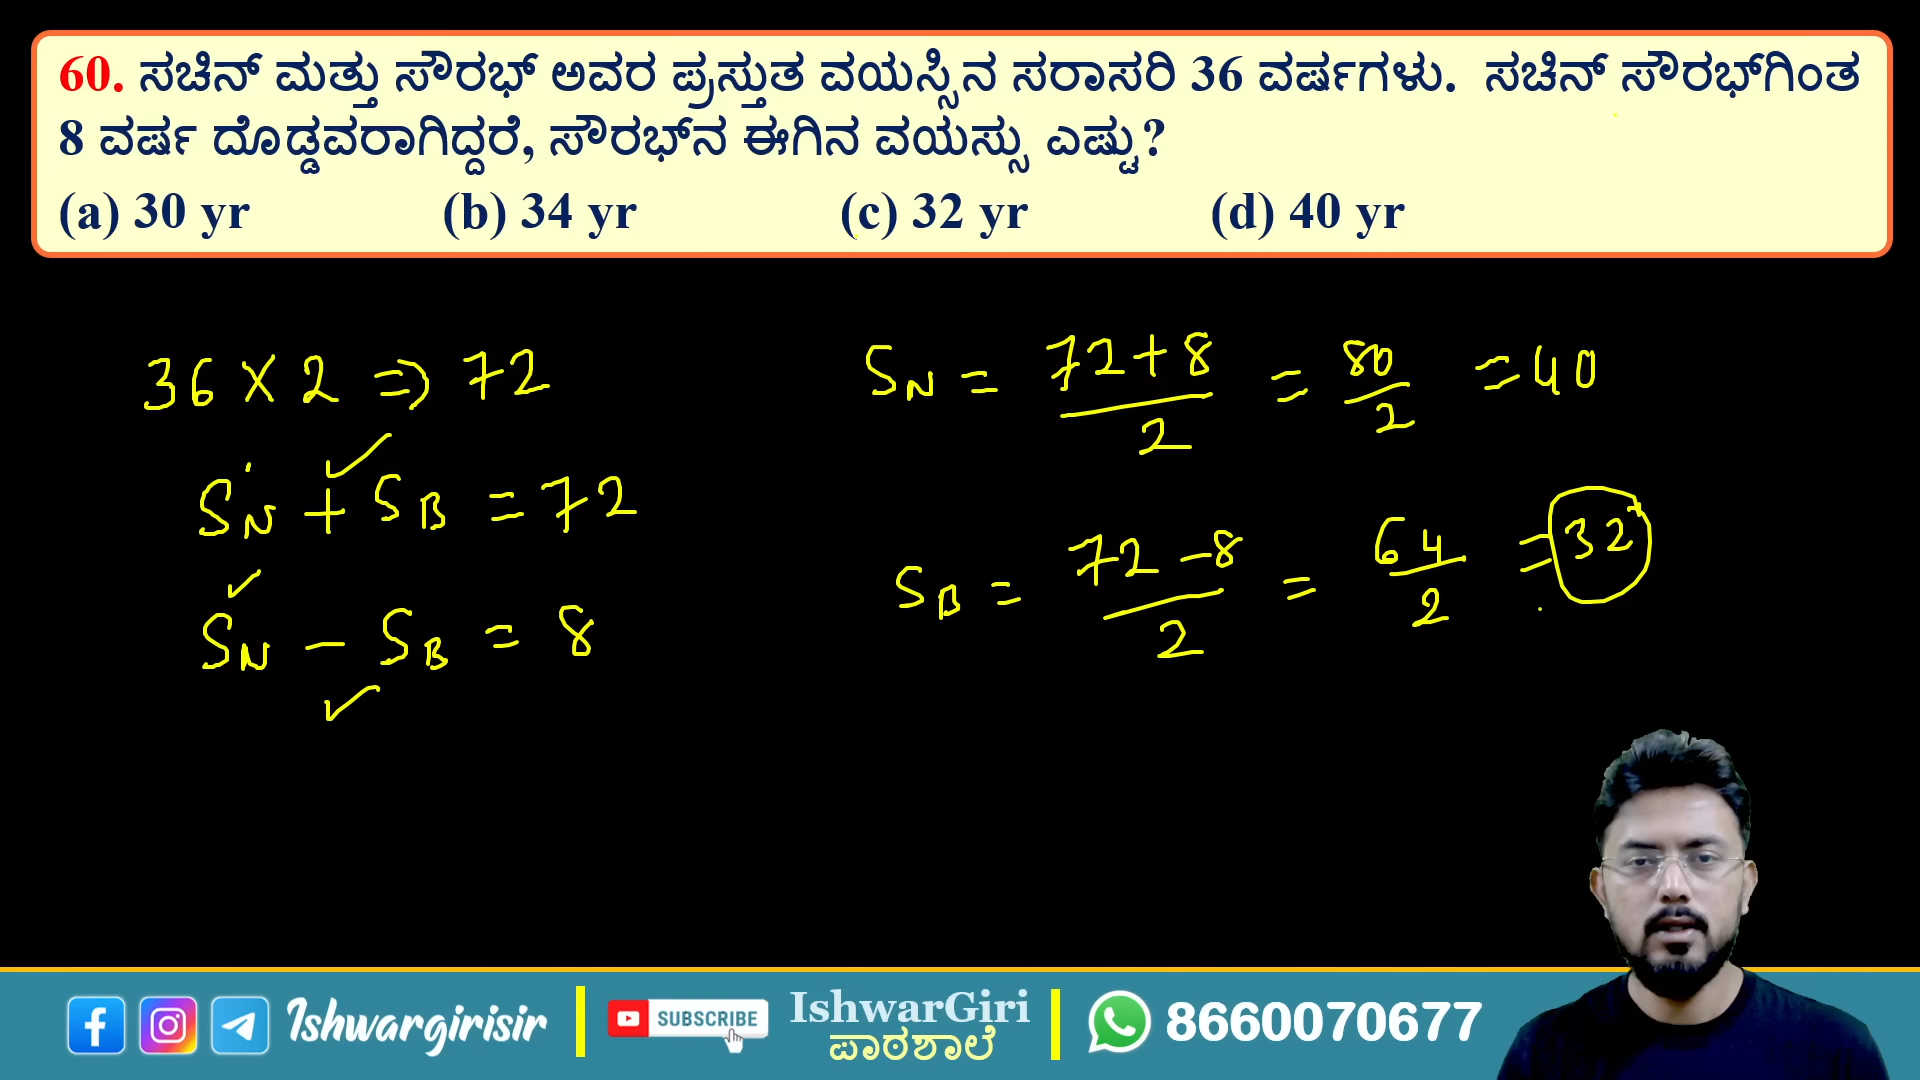 60. ಸಚಿನ್ ಮತ್ತು ಸೌರಭ್ ಅವರ ಪ್ರಸ್ತುತ ವಯಸ್ಸಿನ ಸರಾಸರಿ 36 ವರ್ಷಗಳು. ಸಚಿನ್ ಸೌರಭ್‌ಗಿಂತ
8 ವರ್ಷ ದೊಡ್ಡವರಾಗಿದ್ದರೆ, ಸೌರಭ್‌ನ ಈಗಿನ ವಯಸ್ಸು ಎಷ್ಟು?
(a) 30 yr (b) 34 yr (c) 32 yr (d) 40 yr
36 × 2 ⇒ 72
SN + SB = 72
SN - SB = 8
SN = 72+8/2 = 80/2 = 40
SB = 72-8/2 = 64/2 = 32
Ishwargirisir
SUBSCRIBE
IshwarGiri
ಪಾಠಶಾಲೆ
8660070677